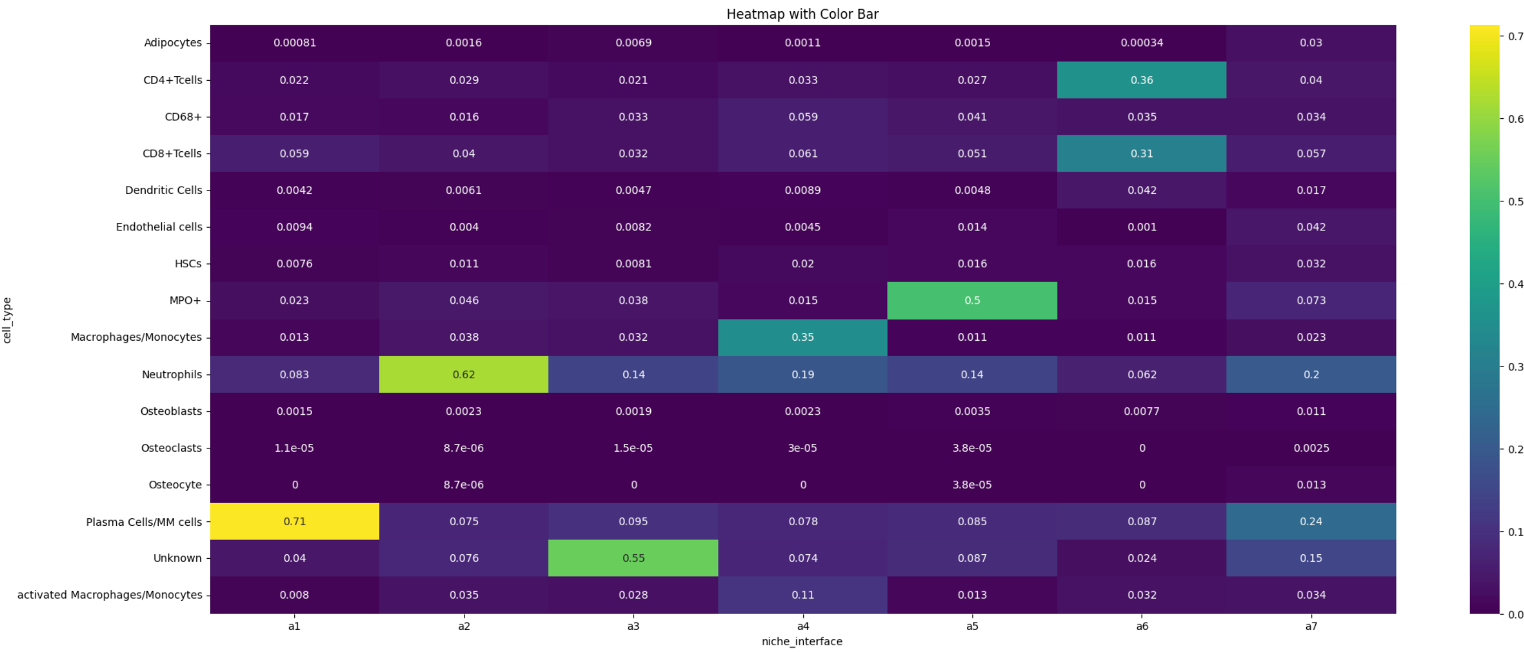 Heatmap with Color Bar
Adipocytes 0.00081 0.0016 0.0069 0.0011 0.0015 0.00034 0.03
CD4+Tcells 0.022 0.029 0.021 0.033 0.027 0.36 0.04
CD68+ 0.017 0.016 0.033 0.059 0.041 0.035 0.034
CD8+Tcells 0.059 0.04 0.032 0.061 0.051 0.31 0.057
Dendritic Cells 0.0042 0.0061 0.0047 0.0089 0.0048 0.042 0.017
Endothelial cells 0.0094 0.004 0.0082 0.0045 0.014 0.001 0.042
HSCs 0.0076 0.011 0.0081 0.02 0.016 0.016 0.032
MPO+ 0.023 0.046 0.038 0.015 0.5 0.015 0.073
Macrophages/Monocytes 0.013 0.038 0.032 0.35 0.011 0.011 0.023
Neutrophils 0.083 0.62 0.14 0.19 0.14 0.062 0.2
Osteoblasts 0.0015 0.0023 0.0019 0.0023 0.0035 0.0077 0.011
Osteoclasts 1.1e-05 8.7e-06 1.5e-05 3e-05 3.8e-05 0 0.0025
Osteocyte 0 8.7e-06 0 0 3.8e-05 0 0.013
Plasma Cells/MM cells 0.71 0.075 0.095 0.078 0.085 0.087 0.24
Unknown 0.04 0.076 0.55 0.074 0.087 0.024 0.15
activated Macrophages/Monocytes 0.008 0.035 0.028 0.11 0.013 0.032 0.034
a1 a2 a3 a4 a5 a6 a7
niche_interface
cell_type
0.7
0.6
0.5
0.4
0.3
0.2
0.1
0.0